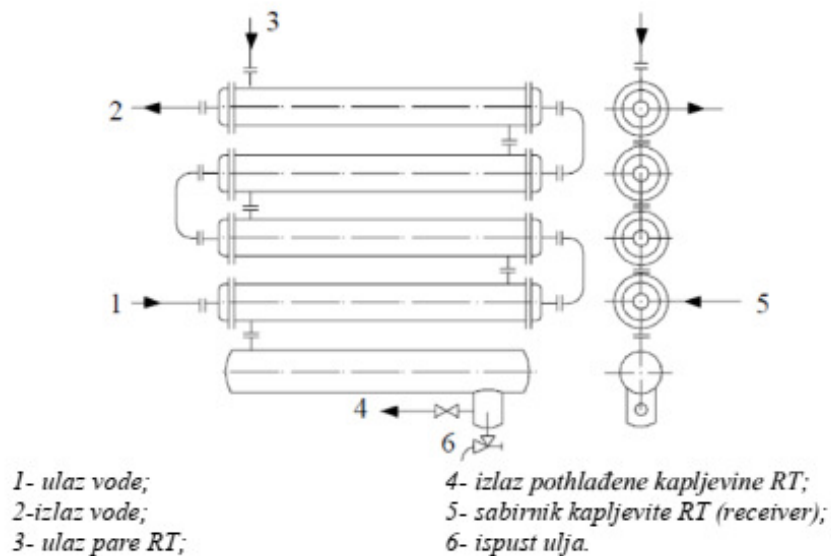 3
2
1
5
4
6
1- ulaz vode;
2-izlaz vode;
3- ulaz pare RT;
4- izlaz pothlađene kapljevine RT;
5- sabirnik kapljevite RT (receiver);
6- ispust ulja.